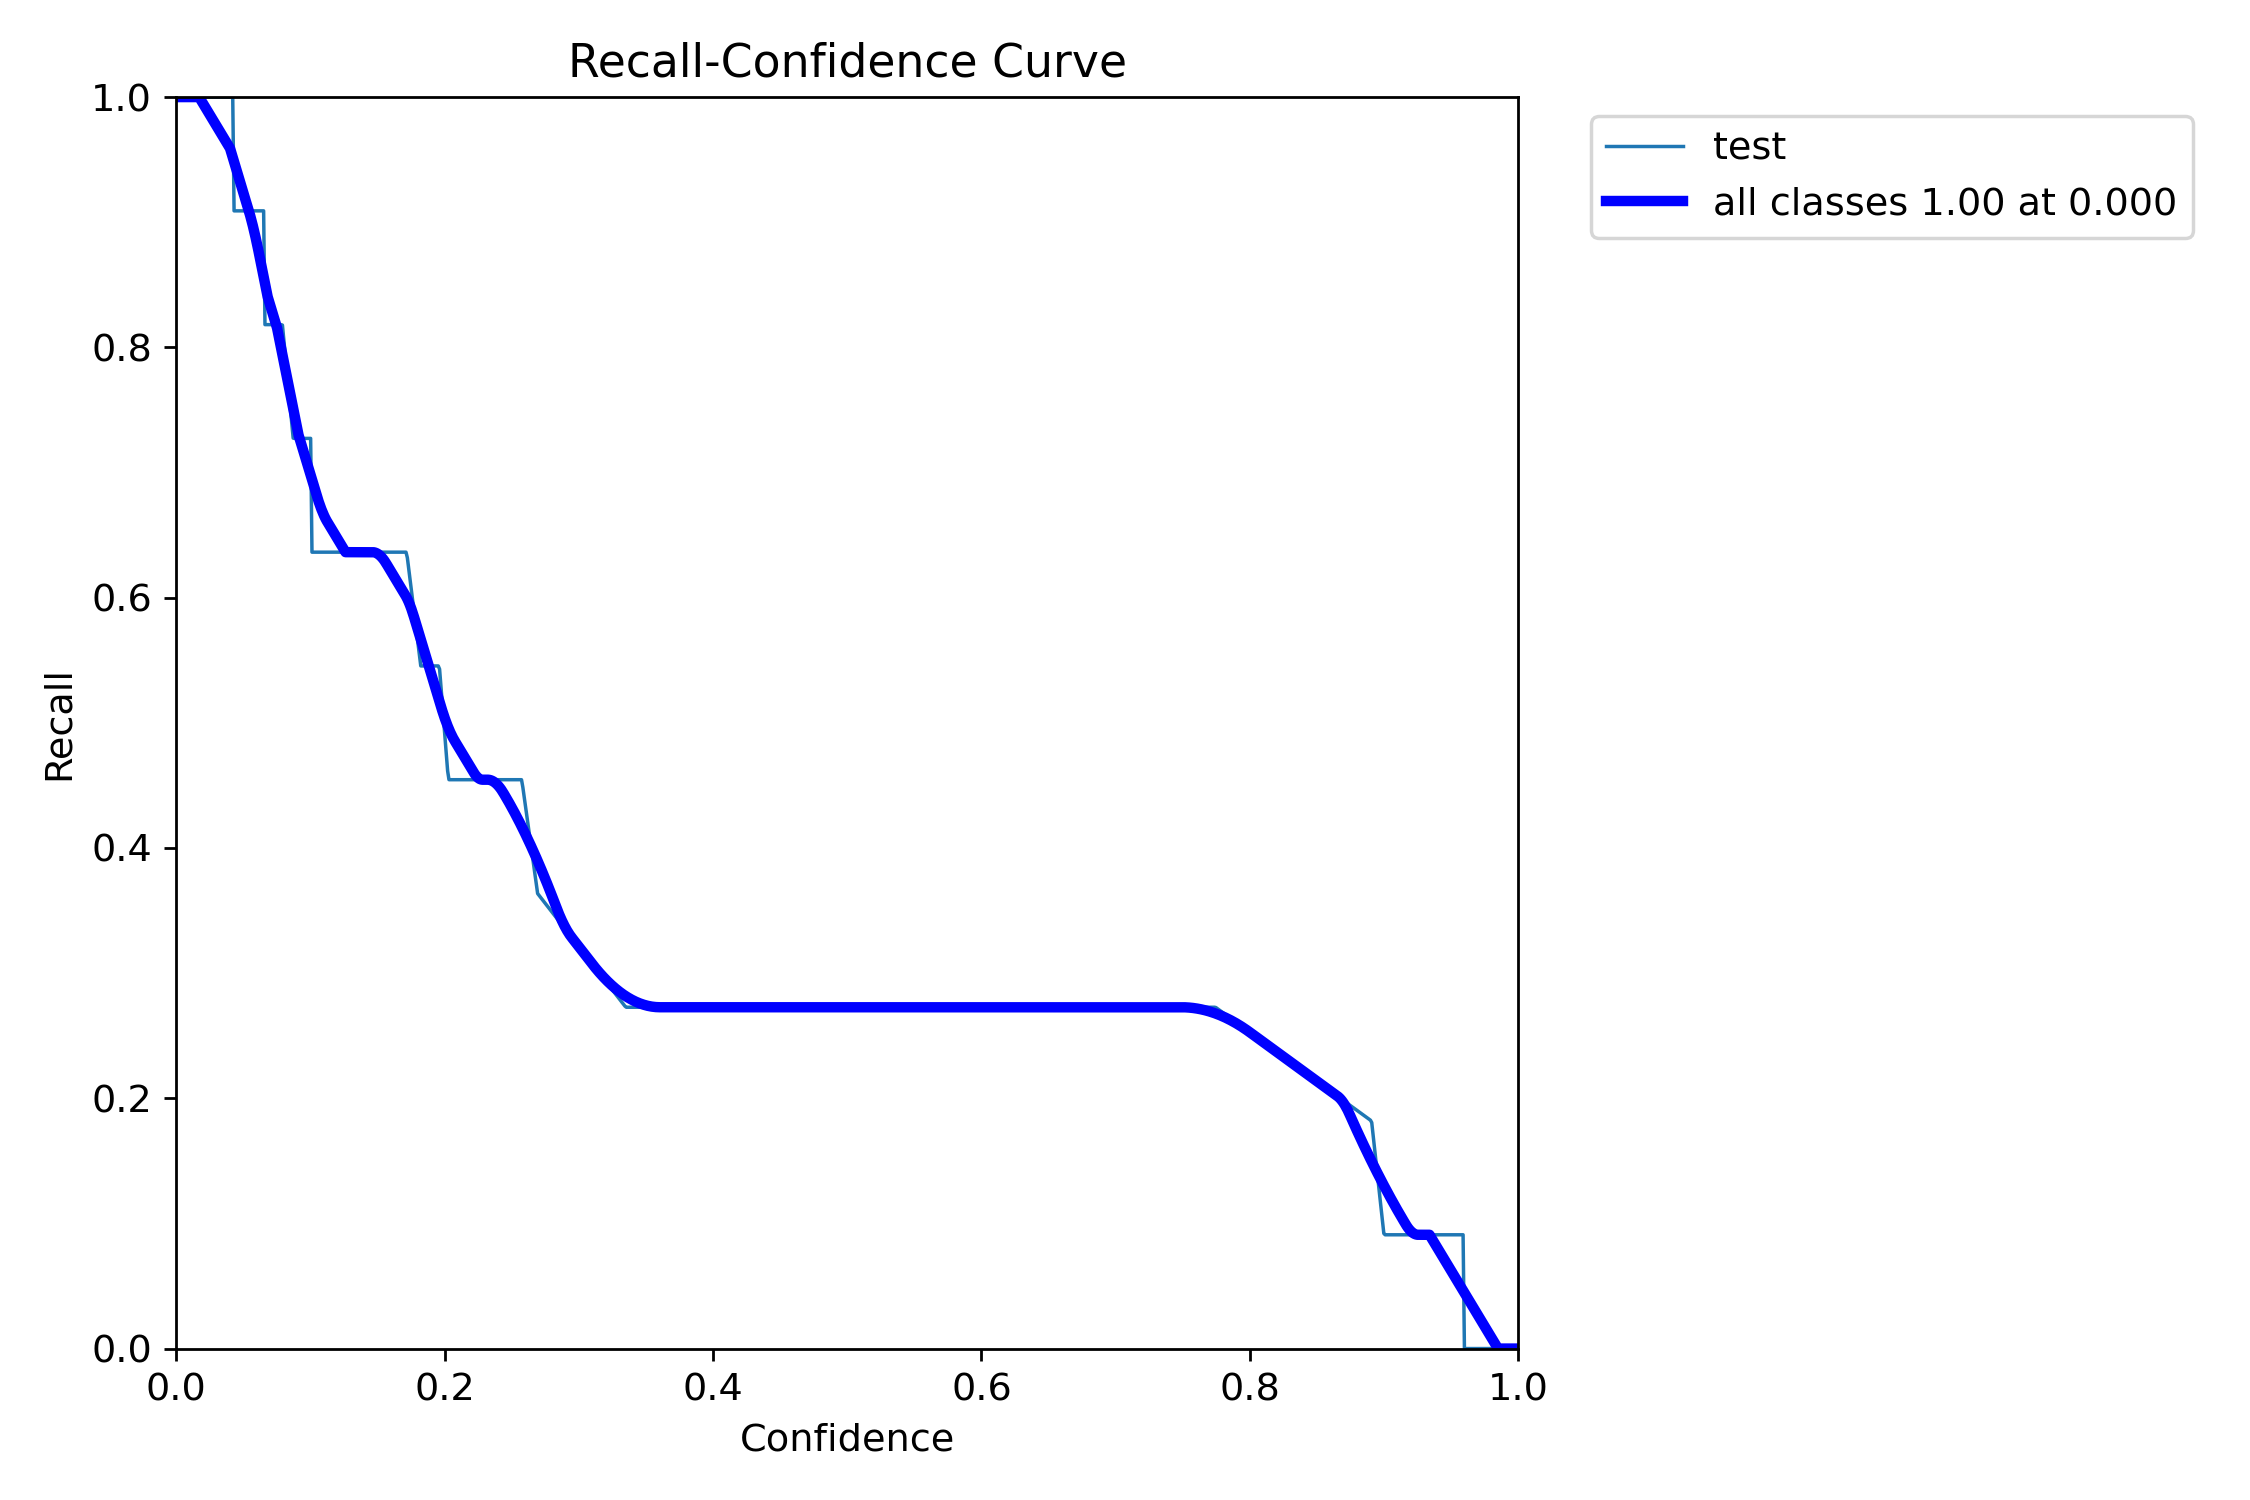 Recall-Confidence Curve
test
all classes 1.00 at 0.000
1.0
0.8
0.6
0.4
0.2
0.0
Recall
0.0 0.2 0.4 0.6 0.8 1.0
Confidence